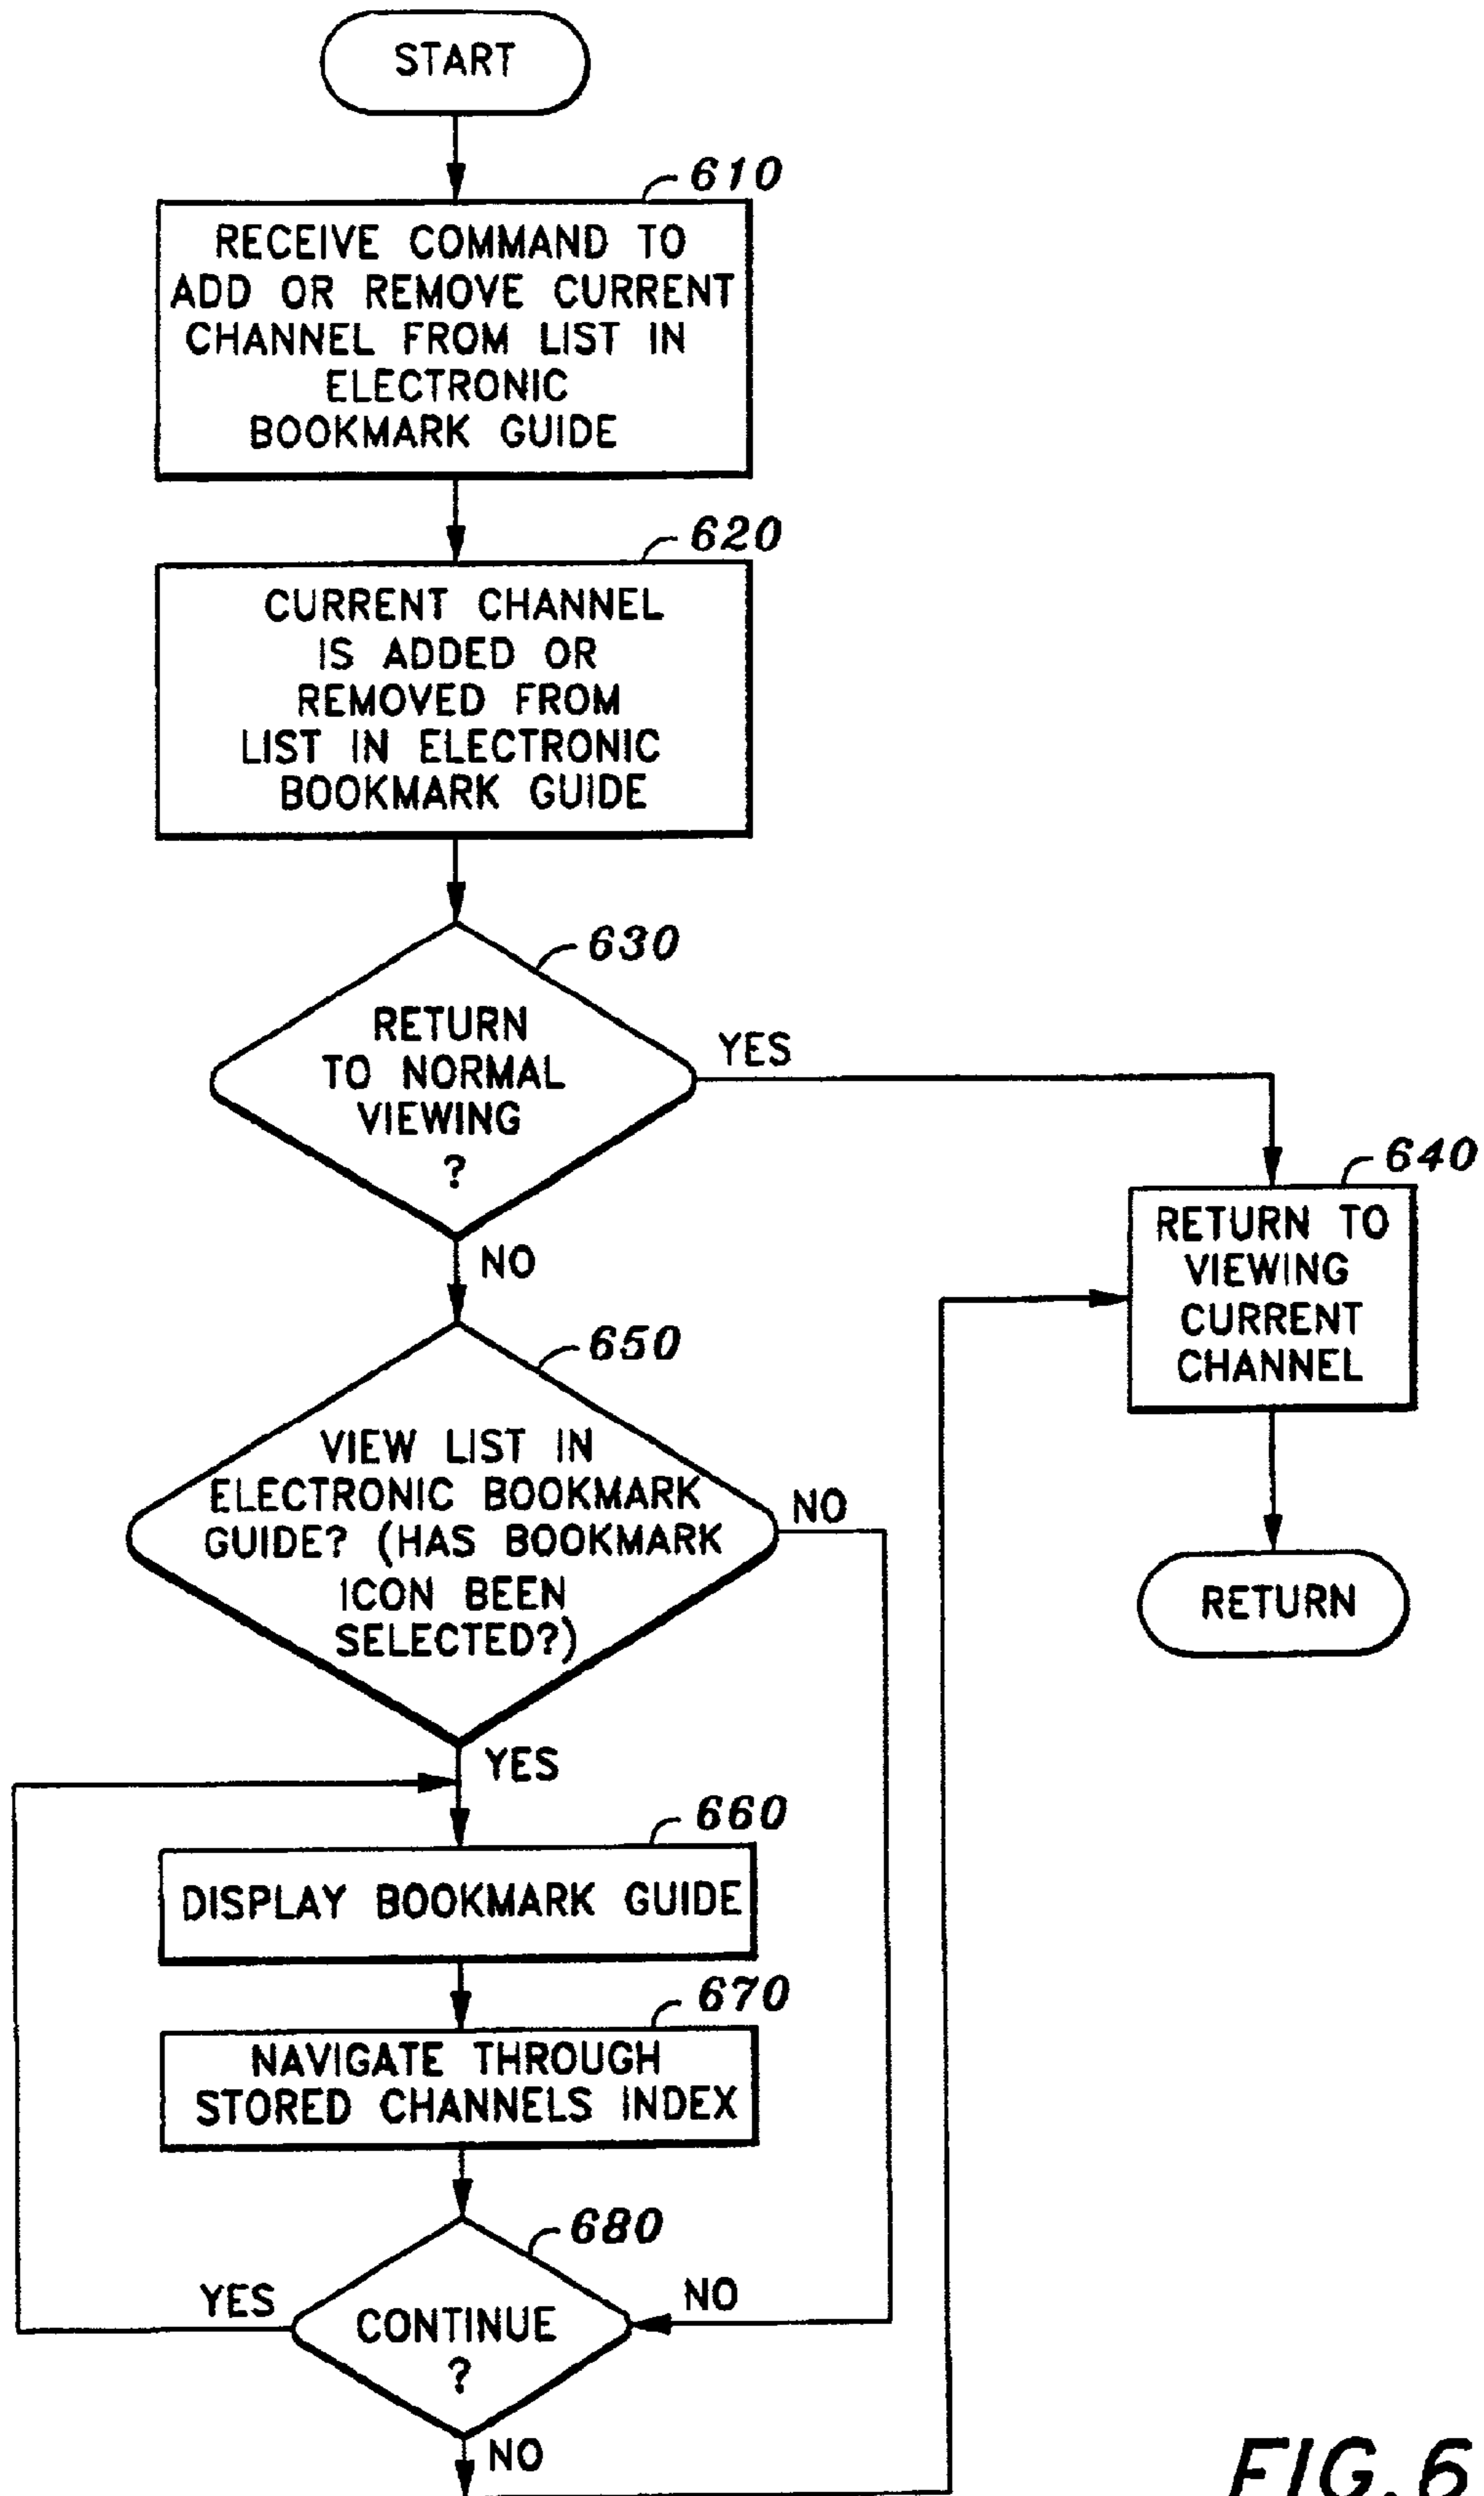 START
610
RECEIVE COMMAND TO
ADD OR REMOVE CURRENT
CHANNEL FROM LIST IN
ELECTRONIC
BOOKMARK GUIDE
620
CURRENT CHANNEL
IS ADDED OR
REMOVED FROM
LIST IN ELECTRONIC
BOOKMARK GUIDE
630
RETURN
TO NORMAL
VIEWING
?
YES
NO
640
RETURN TO
VIEWING
CURRENT
CHANNEL
RETURN
650
VIEW LIST IN
ELECTRONIC BOOKMARK
GUIDE? (HAS BOOKMARK
ICON BEEN
SELECTED?)
NO
YES
660
DISPLAY BOOKMARK GUIDE
670
NAVIGATE THROUGH
STORED CHANNELS INDEX
680
CONTINUE
?
YES
NO
NO
FIG.6